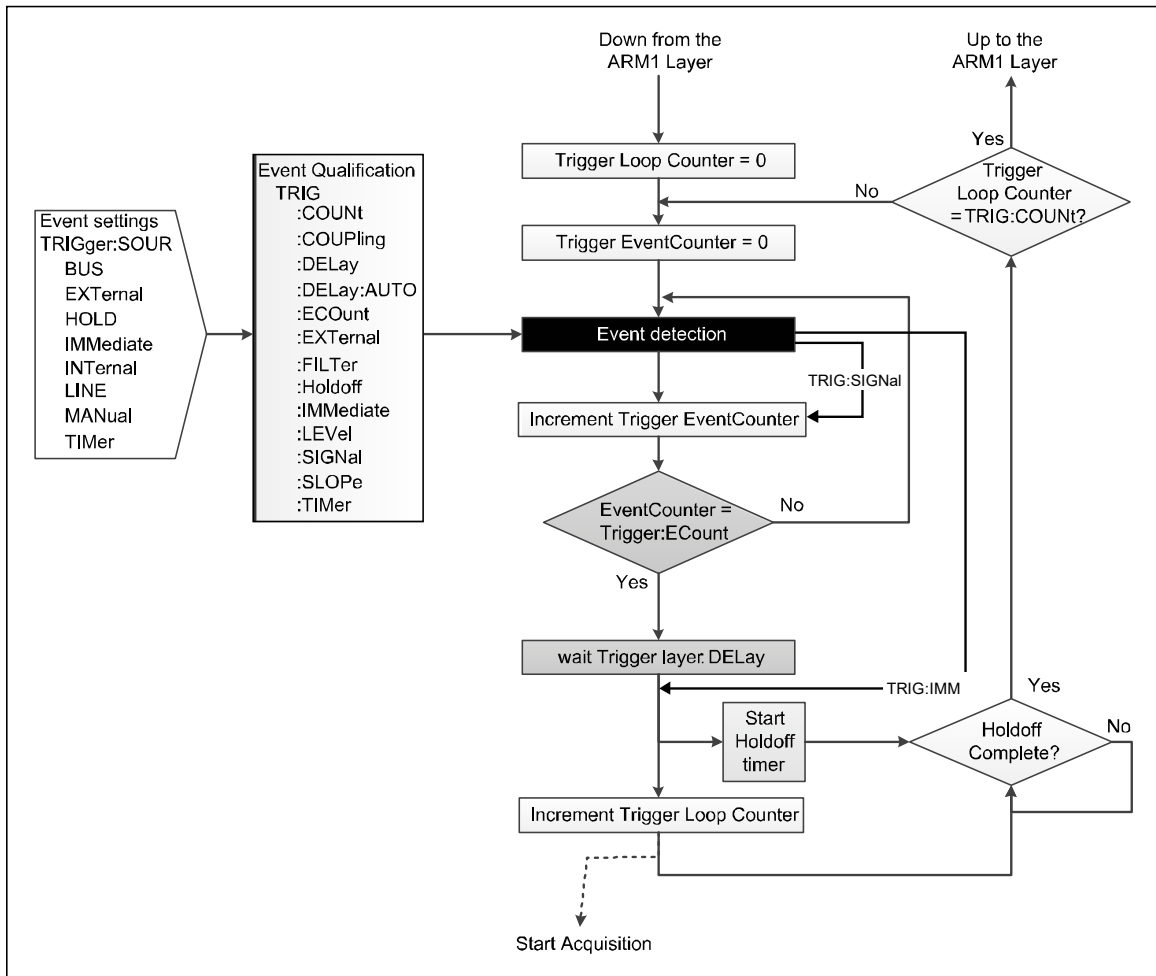 Down from the
ARM1 Layer
Up to the
ARM1 Layer
Event settings
TRIGger:SOUR
BUS
EXTernal
HOLD
IMMediate
INTernal
LINE
MANual
TIMer
Event Qualification
TRIG
:COUNt
:COUPling
:DELay
:DELay:AUTO
:ECOunt
:EXTernal
:FILTer
:Holdoff
:IMMediate
:LEVel
:SIGNal
:SLOPe
:TIMer
Trigger Loop Counter = 0
Trigger EventCounter = 0
Event detection
TRIG:SIGNal
Increment Trigger EventCounter
EventCounter =
Trigger:ECount
No
Yes
wait Trigger layer:DELay
TRIG:IMM
Start
Holdoff
timer
Holdoff
Complete?
No
Yes
Increment Trigger Loop Counter
Start Acquisition
Trigger
Loop Counter
=TRIG:COUNt?
No
Yes